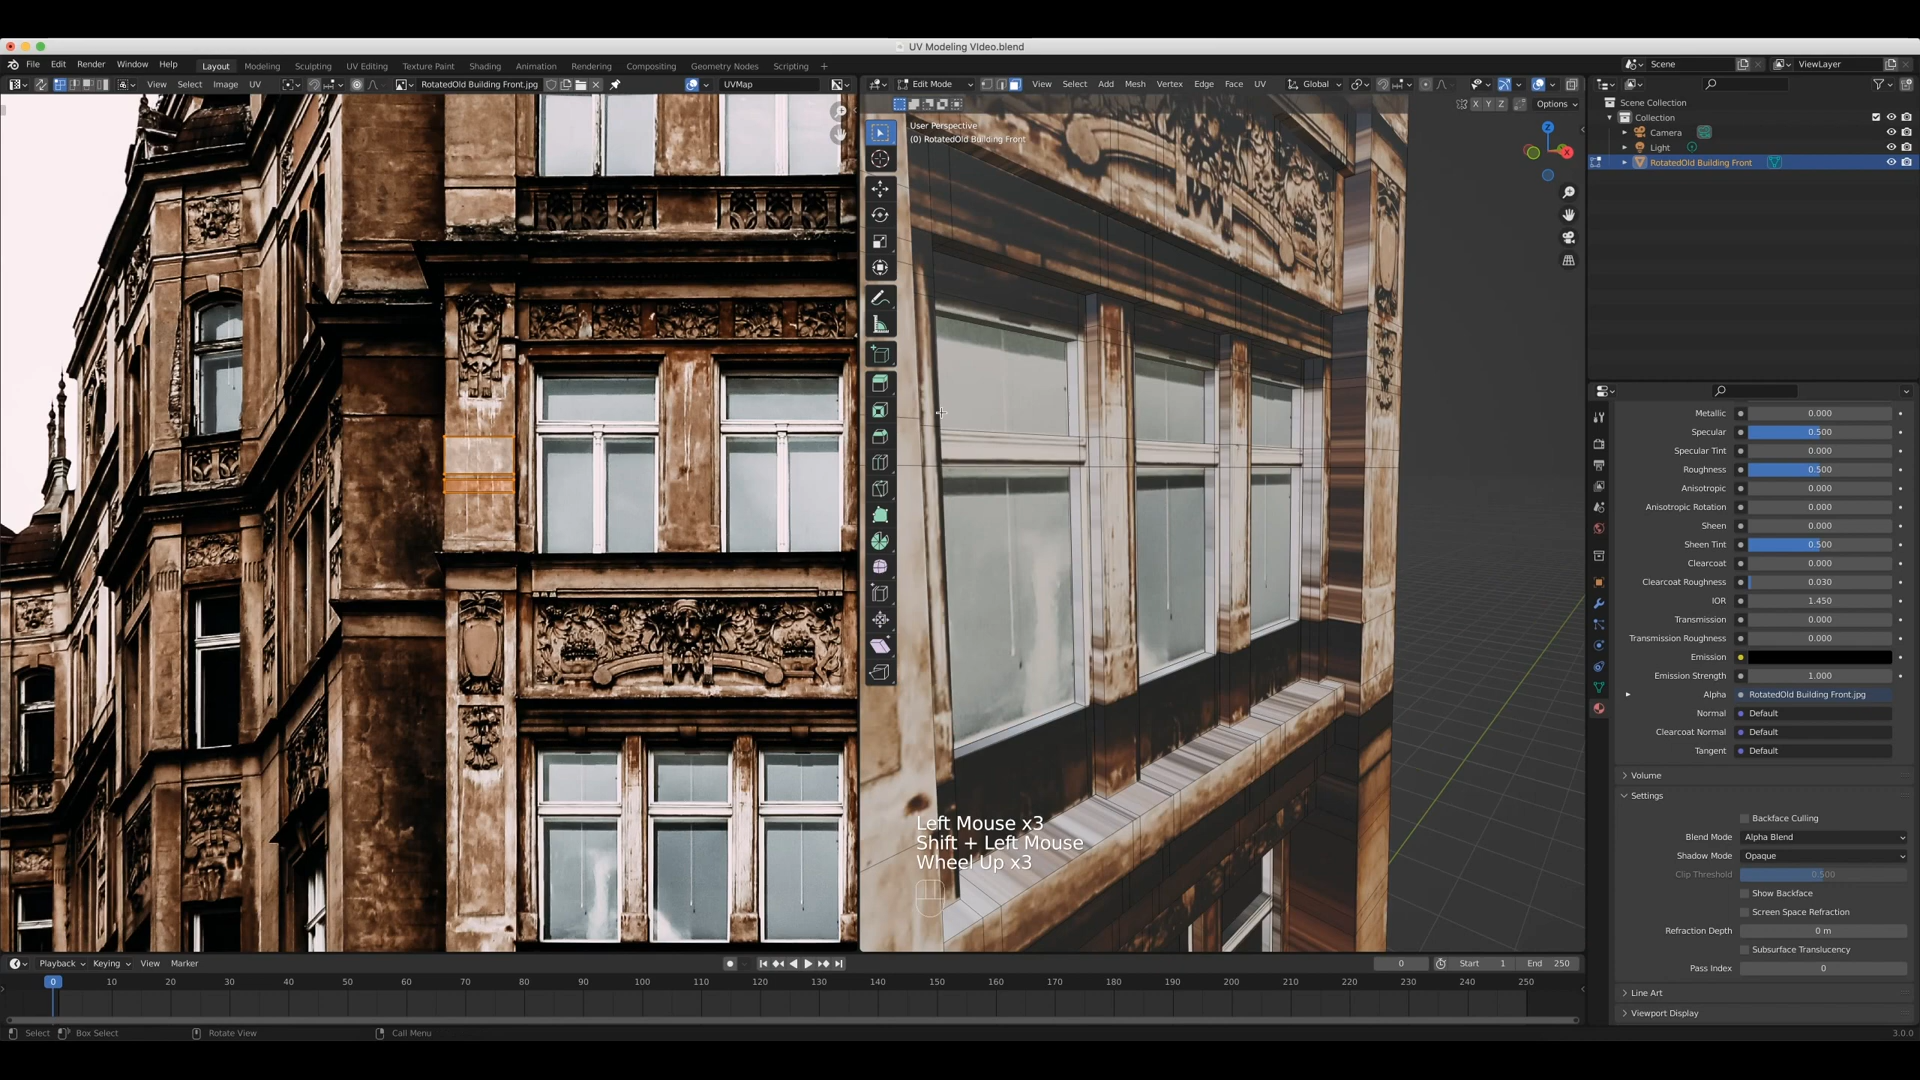 UV Modeling VIdeo.blend
File Edit Render Window Help Layout Modeling Sculpting UV Editing Texture Paint Shading Animation Rendering Compositing Geometry Nodes Scripting + Scene ViewLayer
View Select Image UV RotatedOld Building Front.jpg UVMap Edit Mode View Select Add Mesh Vertex Edge Face UV Global
X Y Z Options
User Perspective
(0) RotatedOld Building Front
Z
X
Scene Collection
Collection
Camera
Light
RotatedOld Building Front
Metallic 0.000
Specular 0.500
Specular Tint 0.000
Roughness 0.500
Anisotropic 0.000
Anisotropic Rotation 0.000
Sheen 0.000
Sheen Tint 0.500
Clearcoat 0.000
Clearcoat Roughness 0.030
IOR 1.450
Transmission 0.000
Transmission Roughness 0.000
Emission
Emission Strength 1.000
Alpha RotatedOld Building Front.jpg
Normal Default
Clearcoat Normal Default
Tangent Default
Volume
Settings
Backface Culling
Blend Mode Alpha Blend
Shadow Mode Opaque
Clip Threshold 0.500
Show Backface
Screen Space Refraction
Refraction Depth 0 m
Subsurface Translucency
Pass Index 0
Line Art
Viewport Display
Left Mouse x3
Shift + Left Mouse
Wheel Up x3
Playback Keying View Marker 0 Start 1 End 250
0 10 20 30 40 50 60 70 80 90 100 110 120 130 140 150 160 170 180 190 200 210 220 230 240 250
Select Box Select Rotate View Call Menu 3.0.0